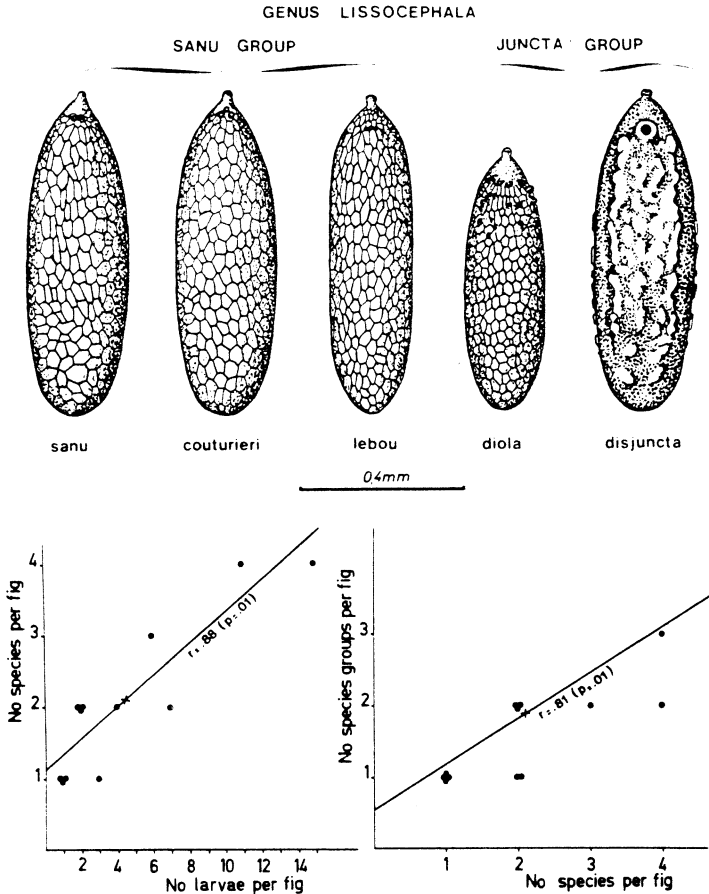 GENUS LISSOCEPHALA
SANU GROUP
JUNCTA GROUP
sanu
couturieri
lebou
diola
disjuncta
0,4mm
No species per fig
4
3
2
1
r=.88 (p=.01)
2 4 6 8 10 12 14
No larvae per fig
No species groups per fig
3
2
1
r=.81 (p=.01)
1 2 3 4
No species per fig